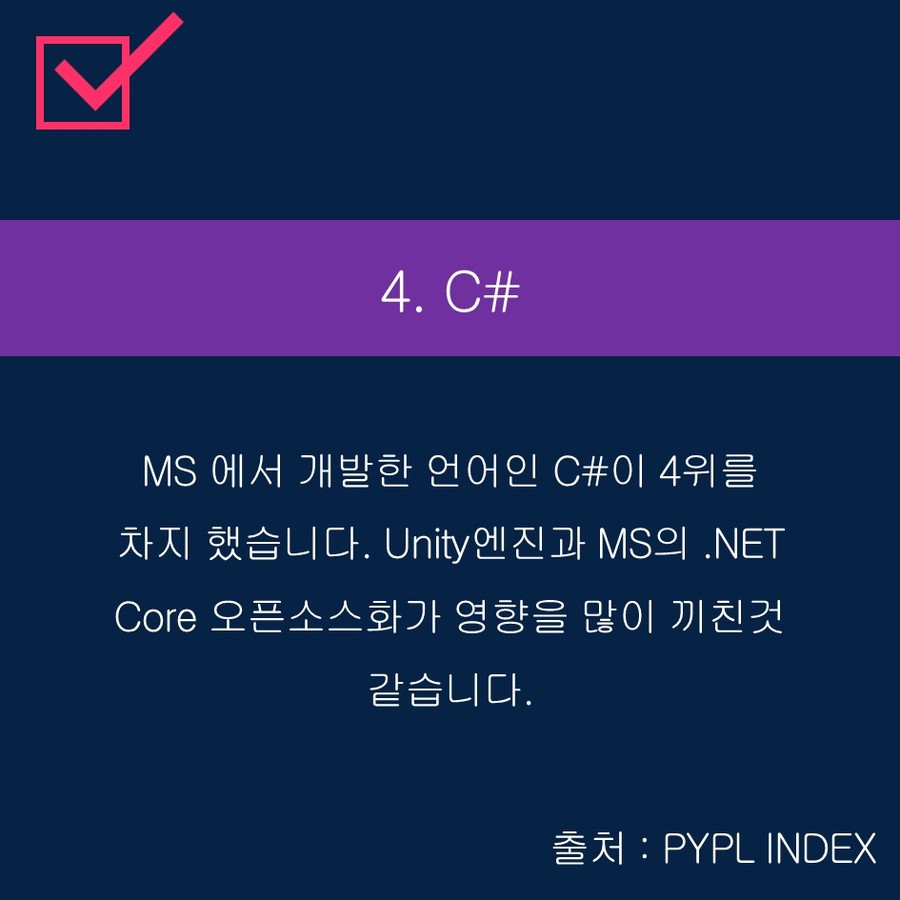 4. C#
MS 에서 개발한 언어인 C#이 4위를
차지 했습니다. Unity엔진과 MS의 .NET
Core 오픈소스화가 영향을 많이 끼친것
같습니다.
출처 : PYPL INDEX